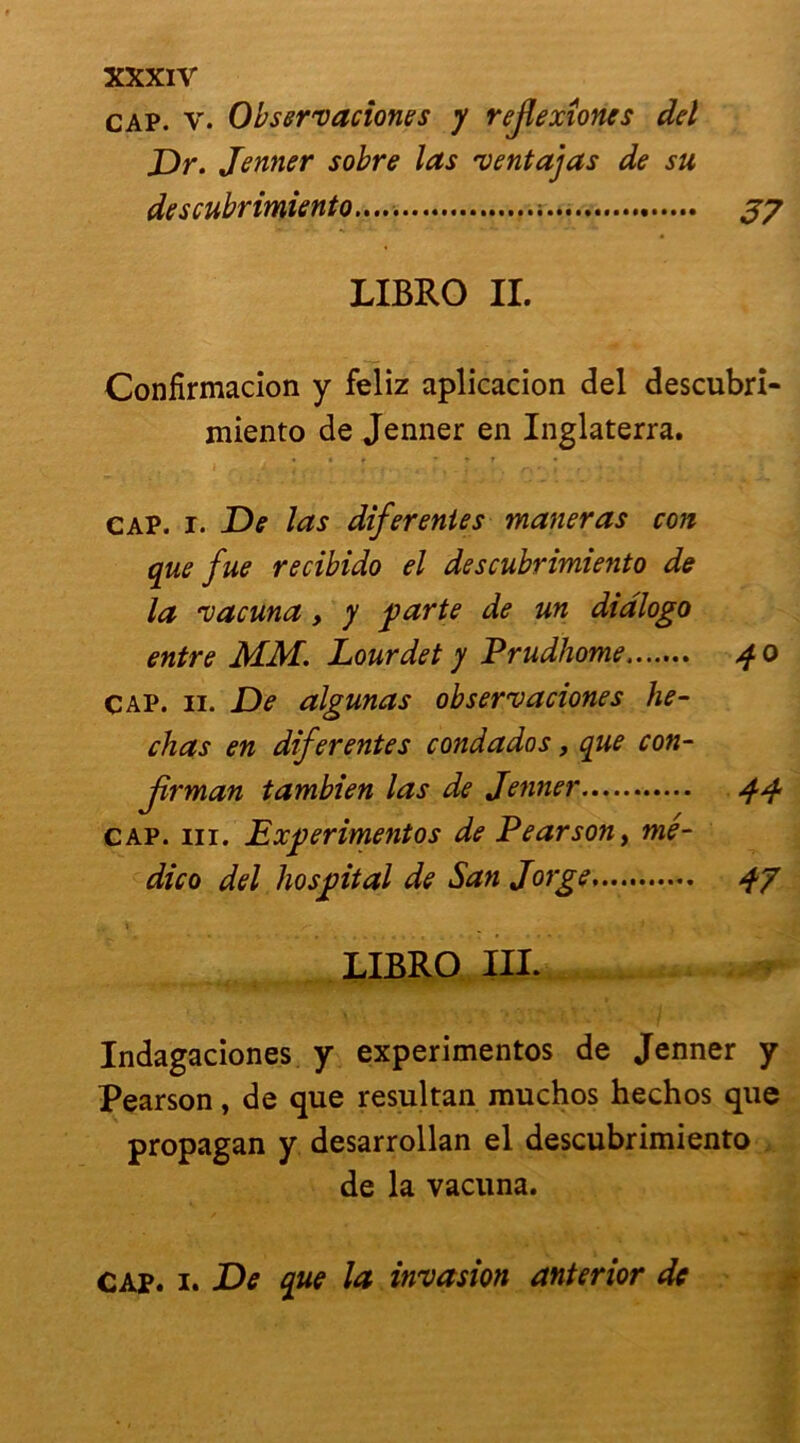 XXXIV
CAP. V. Observaciones y reflexîones del
Dr. Jenner sobre las ventajas de su
descubrimiento.................................. 37
LIBRO II.
Confirmacion y feliz aplicacion del descubri-
miento de Jenner en Inglaterra.
CAP. I. De las diferentes maneras con
que fue recibido el descubrimiento de
la vacuna, y parte de un diálogo
entre MM. Lourdet y Prudhome....... 40
CAP. II. De algunas observaciones he-
chas en diferentes condados, que con-
firman tambien las de Jenner............ 44
CAP. III. Experimentos de Pearson, mé-
dico del hospital de San Jorge........... 47
LIBRO III.
Indagaciones y experimentos de Jenner y
Pearson, de que resultan muchos hechos que
propagan y desarrollan el descubrimiento
de la vacuna.
CAP. I. De que la invasion anterior de